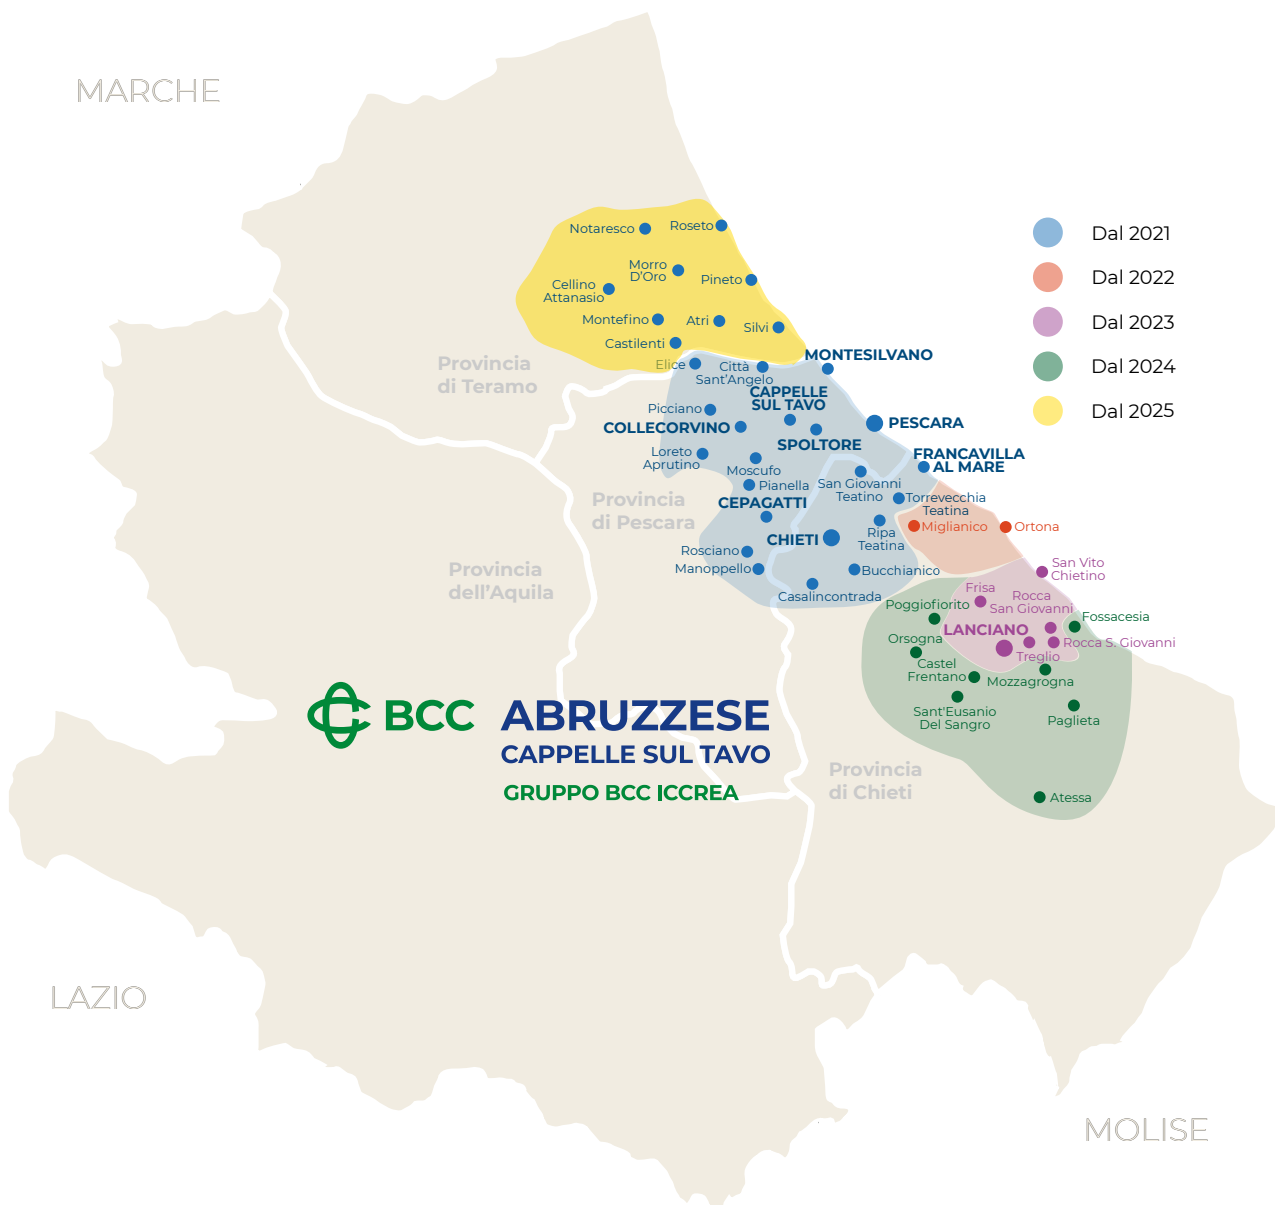 MARCHE
Dal 2021
Dal 2022
Dal 2023
Dal 2024
Dal 2025
Notaresco
Roseto
Morro
D'Oro
Pineto
Cellino
Attanasio
Montefino
Atri
Silvi
Castilenti
Provincia
di Teramo
Elice
Città
Sant'Angelo
MONTESILVANO
CAPPELLE
SUL TAVO
Picciano
COLLECORVINO
PESCARA
SPOLTORE
FRANCAVILLA
AL MARE
Loreto
Aprutino
Moscufo
Pianella
San Giovanni
Teatino
Provincia
di Pescara
CEPAGATTI
Torrevecchia
Teatina
Miglianico
Ortona
CHIETI
Ripa
Teatina
Rosciano
Manoppello
Bucchianico
Casalincontrada
Provincia
dell'Aquila
San Vito
Chietino
Frisa
Rocca
San Giovanni
Poggiofiorito
Fossacesia
LANCIANO
Orsogna
Rocca S. Giovanni
Treglio
Castel
Frentano
Mozzagrogna
Sant'Eusanio
Del Sangro
Paglieta
BCC ABRUZZESE
CAPPELLE SUL TAVO
GRUPPO BCC ICCREA
Provincia
di Chieti
Atessa
LAZIO
MOLISE